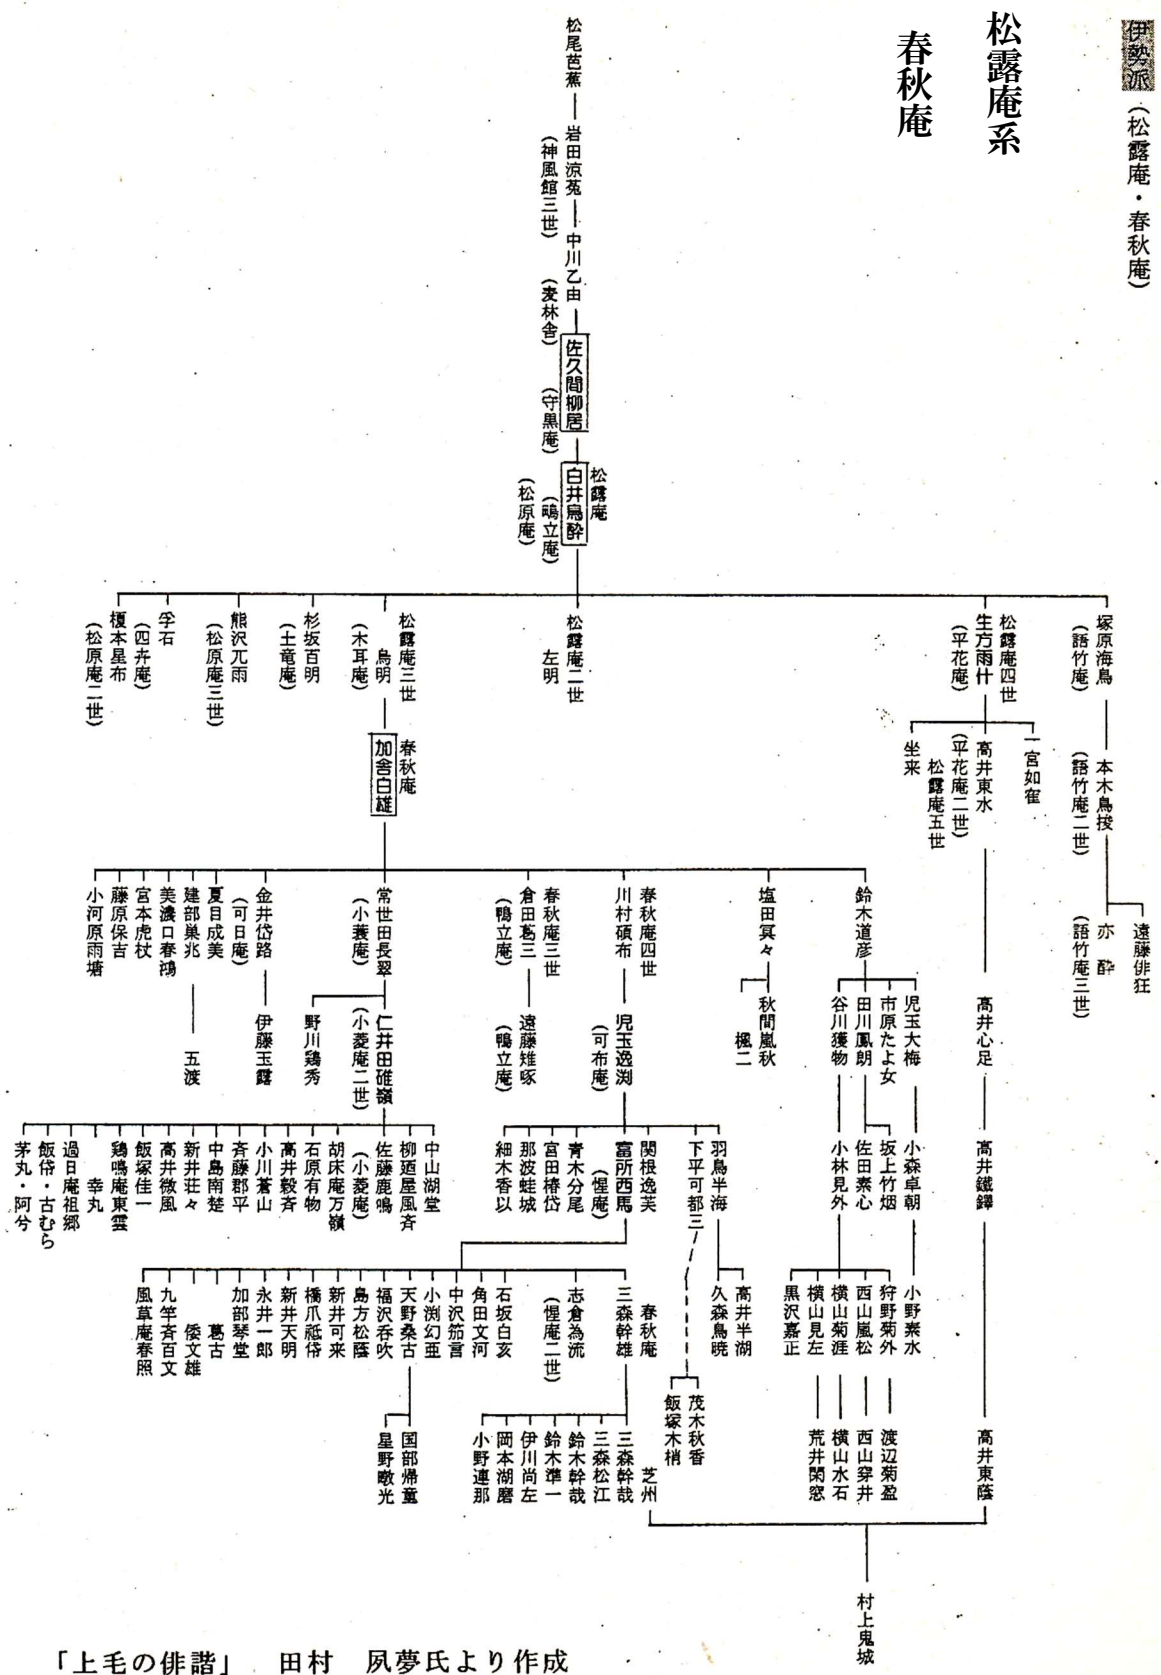 伊勢派（松露庵・春秋庵）
松露庵系
春秋庵
松尾芭蕉
岩田涼菟
（神風館三世）
中川乙由
（麦林舎）
佐久間柳居
（守黒庵）
松露庵
白井鳥酔
（鴫立庵）
（松原庵）
塚原海鳥
（語竹庵）
松露庵四世
生方雨什
（平花庵）
松露庵二世
左明
松露庵三世
烏明
（木耳庵）
杉坂百明
（土竜庵）
熊沢兀雨
（松原庵三世）
孚石
（四卉庵）
榎本星布
（松原庵二世）
本木鳥捘
（語竹庵二世）
一宮如雀
高井東水
（平花庵二世）
松露庵五世
坐来
春秋庵
加舎白雄
遠藤俳狂
亦酔
（語竹庵三世）
鈴木道彦
塩田冥々
春秋庵四世
川村碩布
春秋庵三世
倉田葛三
（鴨立庵）
常世田長翠
（小蓑庵）
金井岱路
（可日庵）
夏目成美
建部巣兆
美濃口春鴻
宮本虎杖
藤原保吉
小河原雨塘
高井心足
児玉大梅
市原たよ女
田川鳳朗
谷川獲物
秋間嵐秋
楓二
児玉逸渕
（可布庵）
遠藤雉啄
（鴨立庵）
仁井田碓嶺
（小菱庵二世）
野川鶏秀
伊藤玉露
五渡
高井鐵鐸
小森卓朝
坂上竹烟
佐田素心
小林見外
羽鳥半海
下平可都三
関根逸芙
富所西馬
（惺庵）
青木分尾
宮田椿岱
那波蛙城
細木香以
中山湖堂
柳廼屋風斉
佐藤鹿鳴
（小菱庵）
胡床庵万嶺
石原有物
高井穀斉
小川蒼山
斉藤郡平
中島南楚
新井荘々
高井微風
飯塚佳一
鶏鳴庵東雲
幸丸
過日庵祖郷
飯岱・古むら
茅丸・阿兮
小野素水
狩野菊外
西山嵐松
横山菊涯
横山見左
黒沢嘉正
高井半湖
久森鳥暁
春秋庵
三森幹雄
志倉為流
（惺庵二世）
石坂白亥
角田文河
中沢笳言
小渕幻亜
天野桑古
福沢呑吹
島方松蔭
新井可来
橋爪祗岱
新井天明
永井一郎
加部琴堂
葛古
倭文雄
九竿斉百文
風草庵春照
高井東蔭
渡辺菊盈
西山穿井
横山水石
荒井閑窓
茂木秋香
飯塚木梢
芝州
三森幹哉
三森松江
鈴木幹哉
鈴木準一
伊川尚左
岡本湖磨
小野連那
国部帰童
星野暾光
村上鬼城
「上毛の俳諧」 田村 夙夢氏より作成